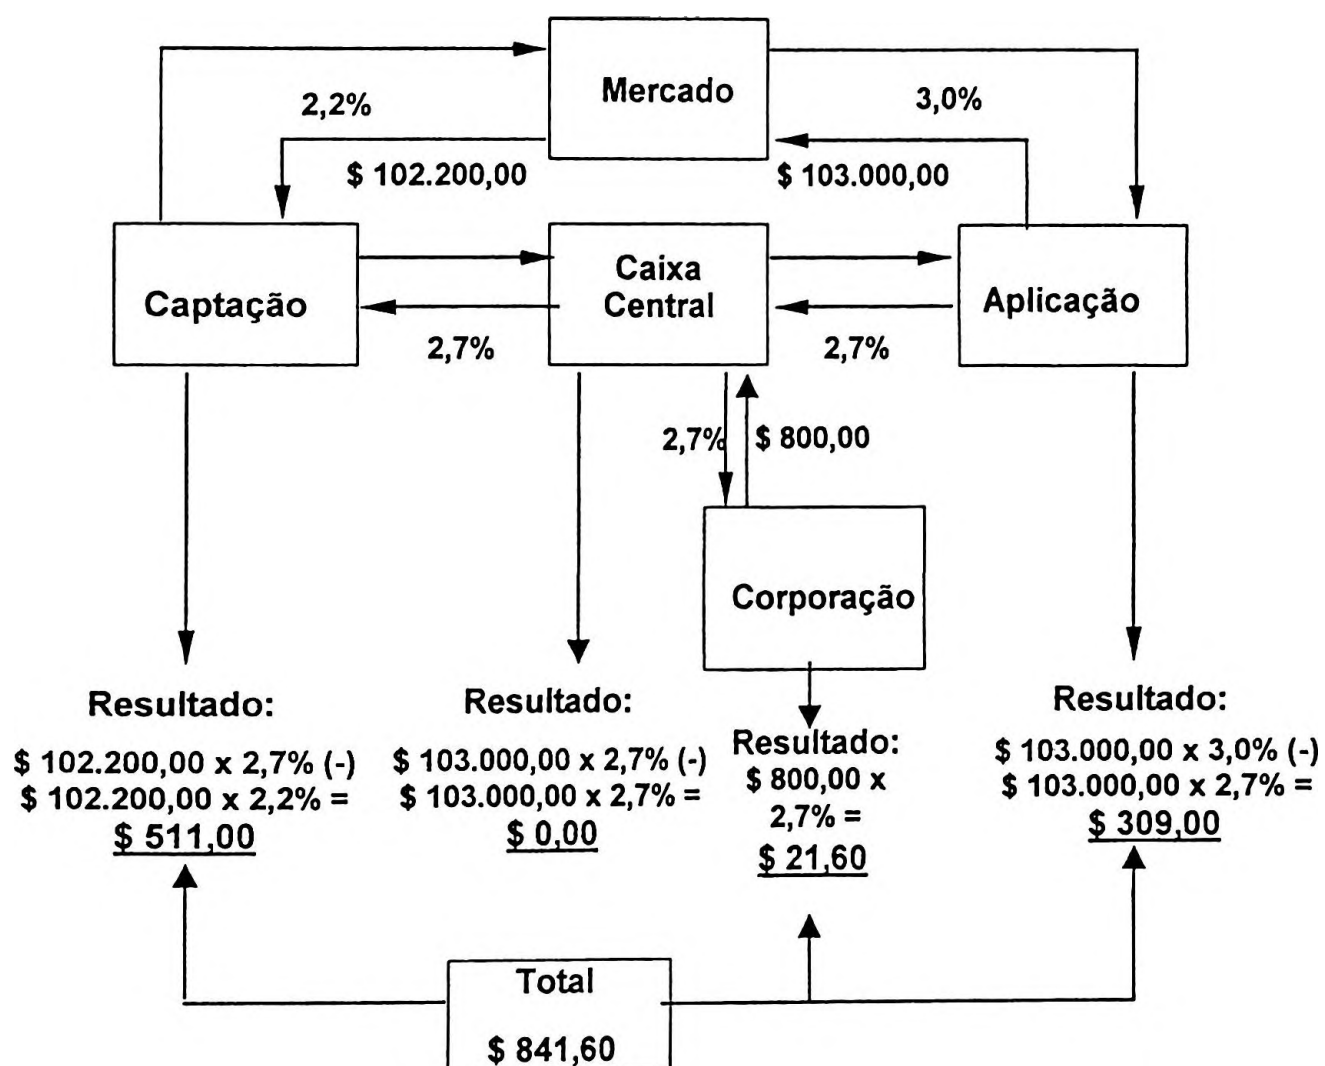 Mercado
2,2%
3,0%
$ 102.200,00
$ 103.000,00
Captação
Caixa
Central
Aplicação
2,7%
2,7%
2,7%
$ 800,00
Corporação
Resultado:
$ 102.200,00 x 2,7% (-)
$ 102.200,00 x 2,2% =
$ 511,00
Resultado:
$ 103.000,00 x 2,7% (-)
$ 103.000,00 x 2,7% =
$ 0,00
Resultado:
$ 800,00 x
2,7% =
$ 21,60
Resultado:
$ 103.000,00 x 3,0% (-)
$ 103.000,00 x 2,7% =
$ 309,00
Total
$ 841,60